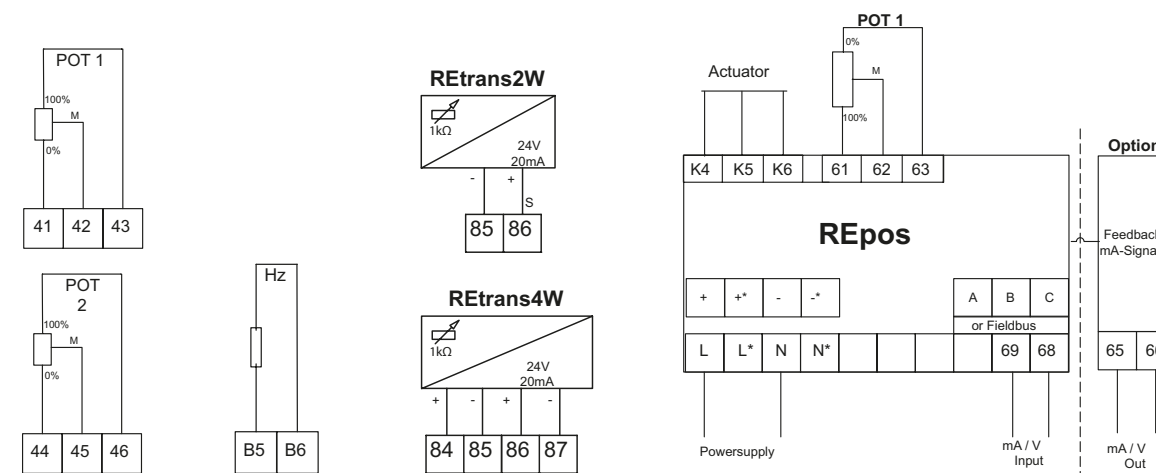 POT 1
100%
M
0%
41 42 43
POT
2
100%
M
0%
44 45 46
Hz
B5 B6
REtrans2W
1kΩ
24V
20mA
- +
S
85 86
REtrans4W
1kΩ
24V
20mA
+ - + -
84 85 86 87
POT 1
0%
M
100%
Actuator
K4 K5 K6 61 62 63
REpos
+ +* - -*
A B C
or Fieldbus
L L* N N* 69 68
Powersupply
mA / V
Input
Option
Feedback
mA-Signal
65
mA / V
Out